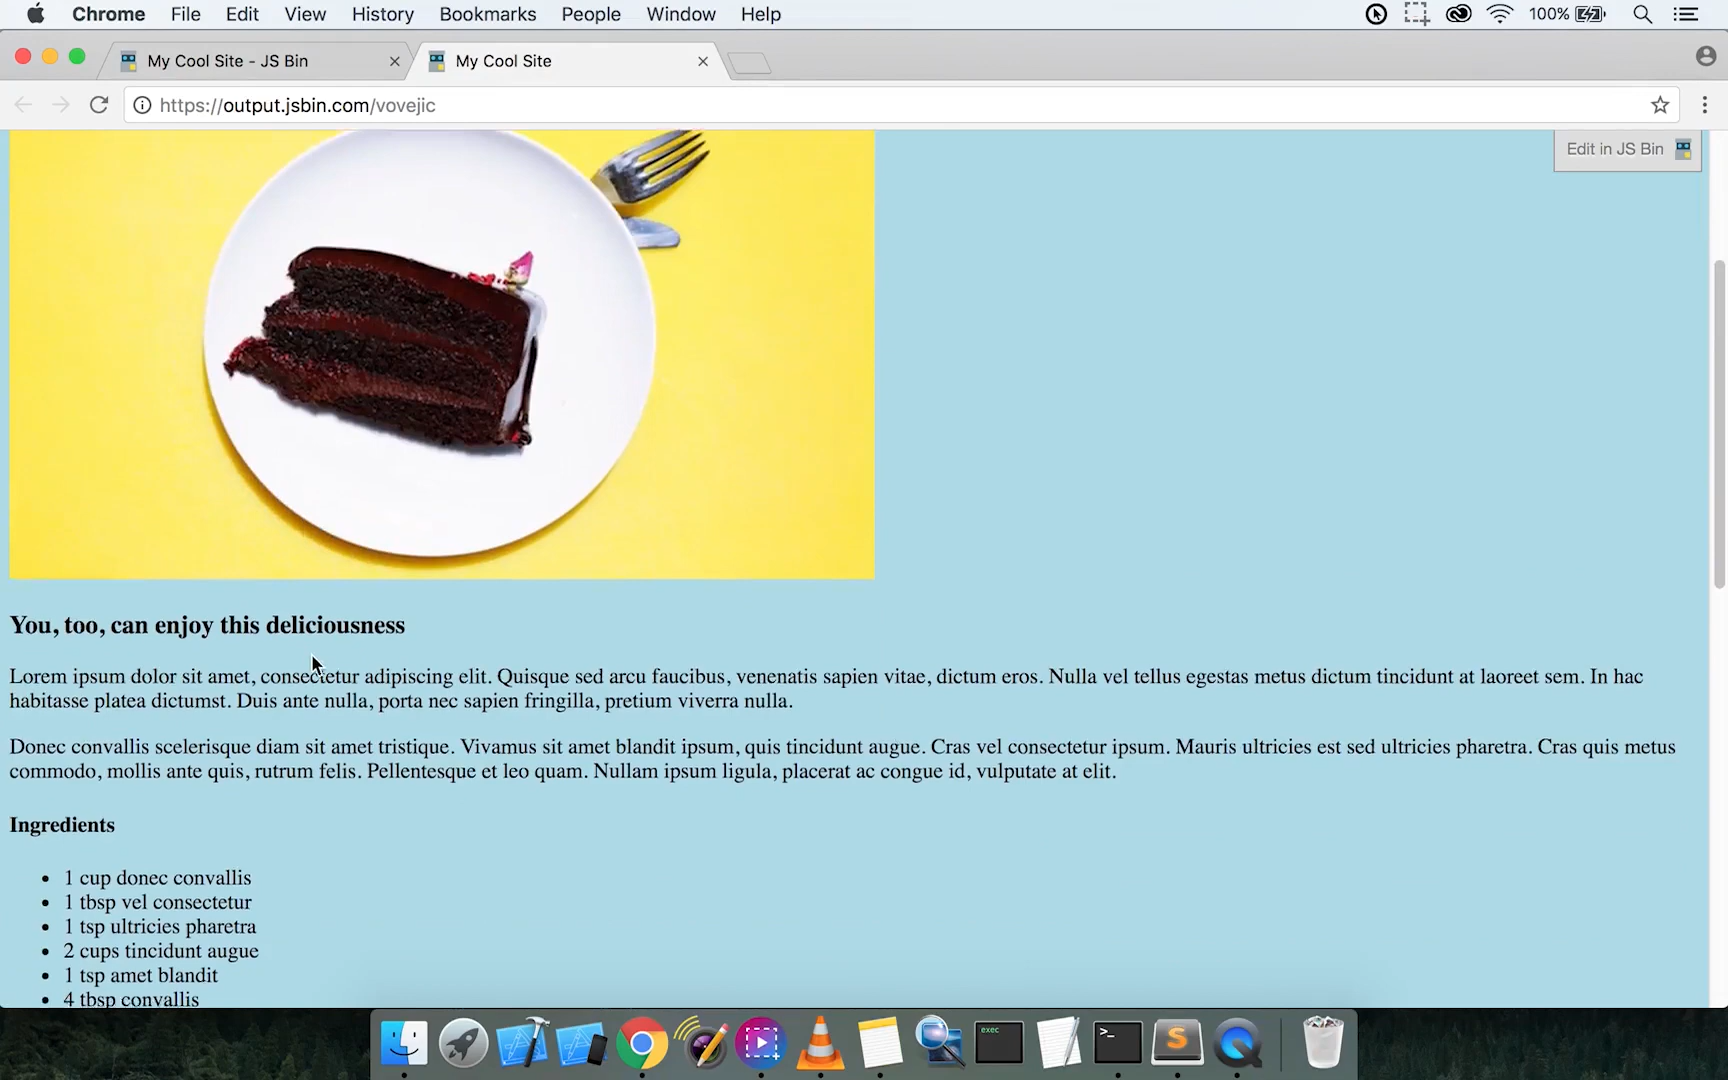 Chrome File Edit View History Bookmarks People Window Help 100%
My Cool Site - JS Bin
My Cool Site
https://output.jsbin.com/vovejic
Edit in JS Bin
You, too, can enjoy this deliciousness
Lorem ipsum dolor sit amet, consectetur adipiscing elit. Quisque sed arcu faucibus, venenatis sapien vitae, dictum eros. Nulla vel tellus egestas metus dictum tincidunt at laoreet sem. In hac
habitasse platea dictumst. Duis ante nulla, porta nec sapien fringilla, pretium viverra nulla.
Donec convallis scelerisque diam sit amet tristique. Vivamus sit amet blandit ipsum, quis tincidunt augue. Cras vel consectetur ipsum. Mauris ultricies est sed ultricies pharetra. Cras quis metus
commodo, mollis ante quis, rutrum felis. Pellentesque et leo quam. Nullam ipsum ligula, placerat ac congue id, vulputate at elit.
Ingredients
• 1 cup donec convallis
• 1 tbsp vel consectetur
• 1 tsp ultricies pharetra
• 2 cups tincidunt augue
• 1 tsp amet blandit
• 4 tbsp convallis
exec